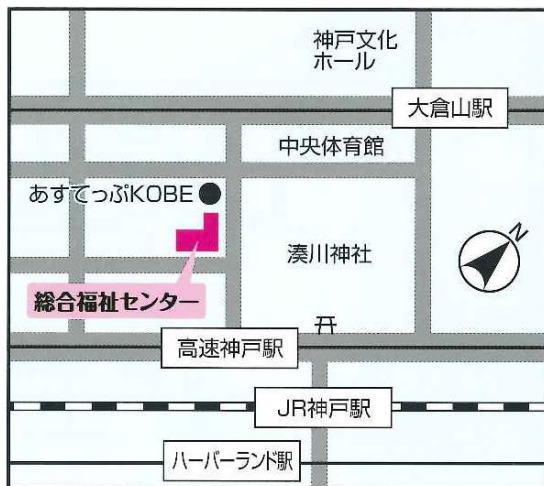 神戸文化
ホール
大倉山駅
中央体育館
あすてっぷKOBE
湊川神社
N
総合福祉センター
高速神戸駅
JR神戸駅
ハーバーランド駅